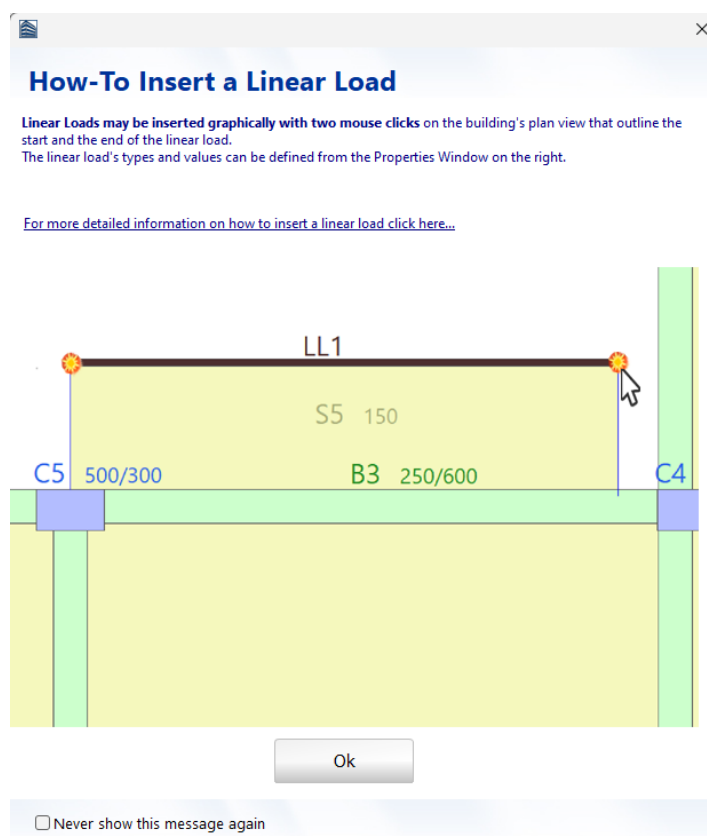 How-To Insert a Linear Load
Linear Loads may be inserted graphically with two mouse clicks on the building's plan view that outline the
start and the end of the linear load.
The linear load's types and values can be defined from the Properties Window on the right.
For more detailed information on how to insert a linear load click here...
LL1
S5 150
C5 500/300 B3 250/600 C4
Ok
Never show this message again